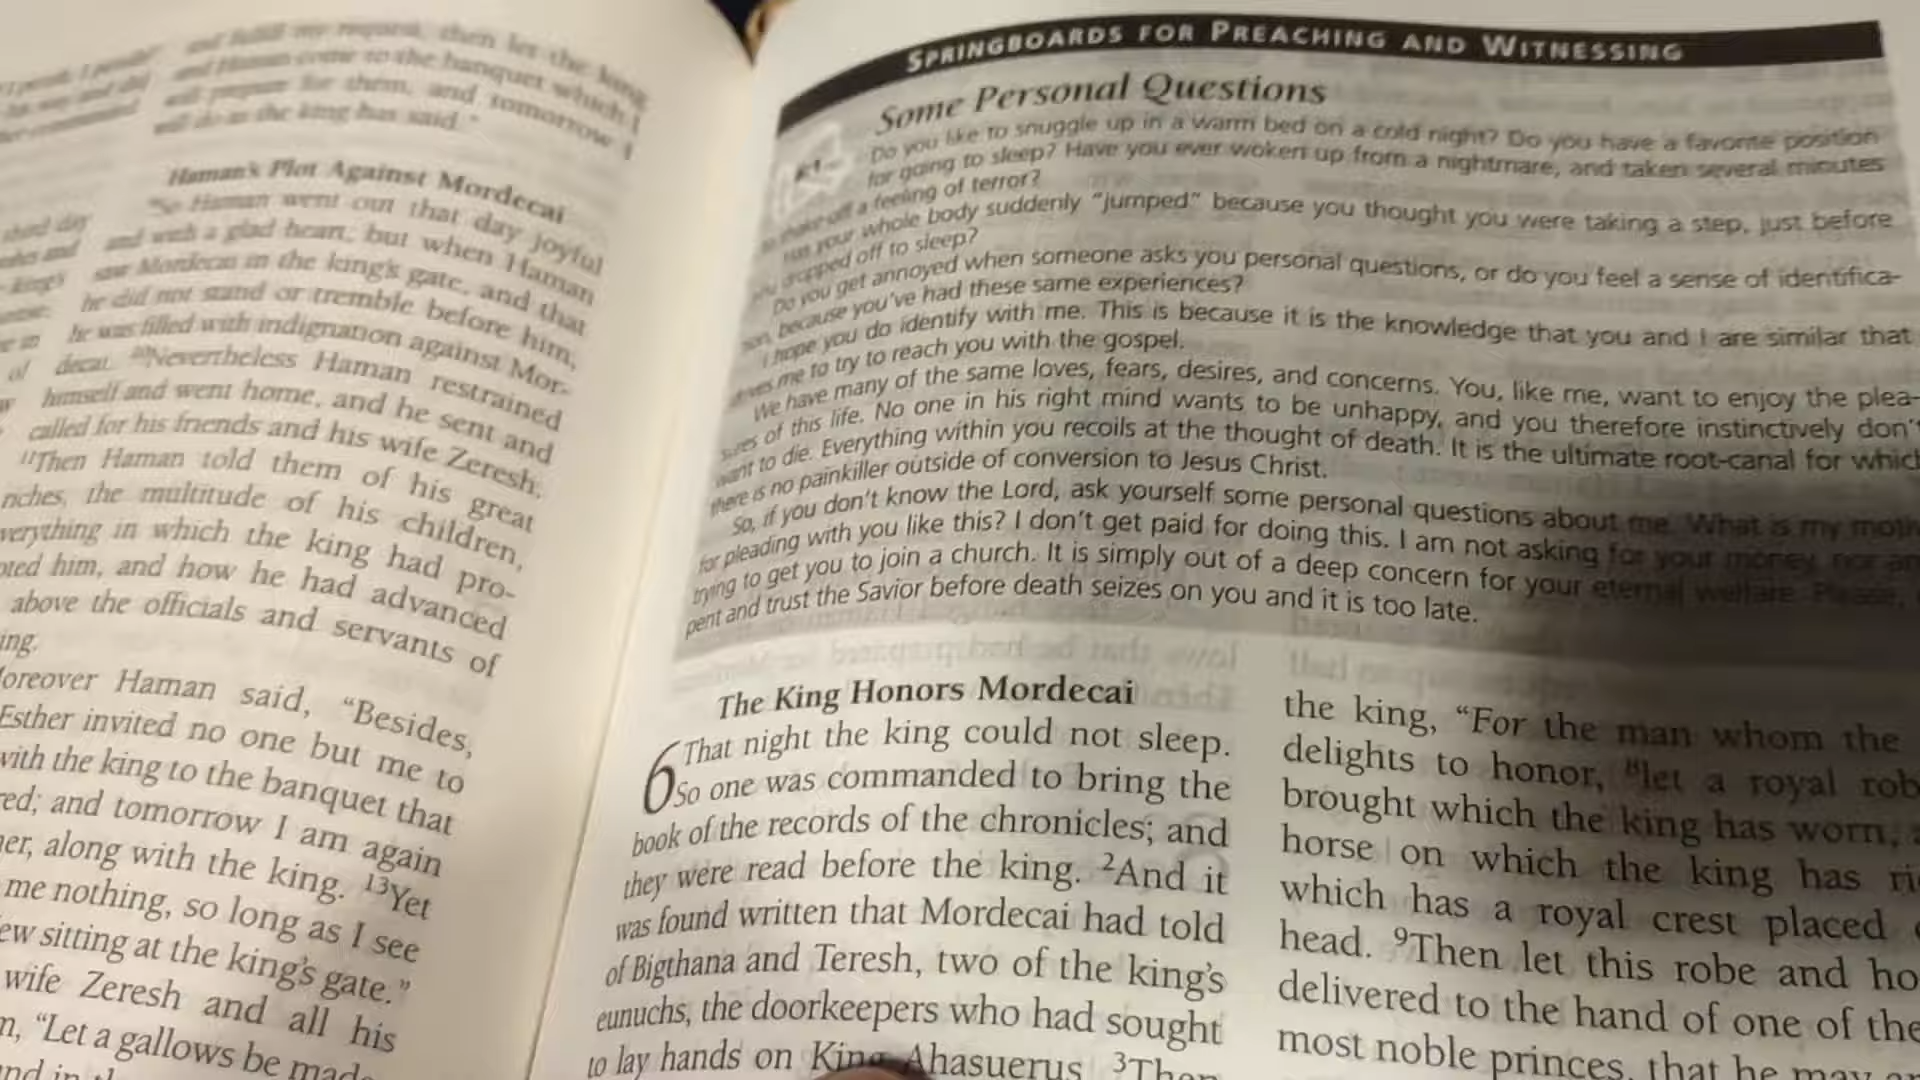 and fulfill my request, then let the king
and Haman come to the banquet which I
will prepare for them, and tomorrow I
will do as the king has said."
Haman's Plot Against Mordecai
So Haman went out that day joyful
and with a glad heart; but when Haman
saw Mordecai in the king's gate, and that
he did not stand or tremble before him,
he was filled with indignation against Mor-
decai. 10Nevertheless Haman restrained
himself and went home, and he sent and
called for his friends and his wife Zeresh.
11Then Haman told them of his great
riches, the multitude of his children,
everything in which the king had pro-
oted him, and how he had advanced
above the officials and servants of
ing.
oreover Haman said, "Besides,
Esther invited no one but me to
with the king to the banquet that
red; and tomorrow I am again
her, along with the king. 13Yet
me nothing, so long as I see
ew sitting at the king's gate."
wife Zeresh and all his
m, "Let a gallows be made
SPRINGBOARDS FOR PREACHING AND WITNESSING
Some Personal Questions
Do you like to snuggle up in a warm bed on a cold night? Do you have a favorite position
for going to sleep? Have you ever woken up from a nightmare, and taken several minutes
to shake off a feeling of terror?
Has your whole body suddenly "jumped" because you thought you were taking a step, just before
you dropped off to sleep?
Do you get annoyed when someone asks you personal questions, or do you feel a sense of identifica-
tion, because you've had these same experiences?
I hope you do identify with me. This is because it is the knowledge that you and I are similar that
drives me to try to reach you with the gospel.
We have many of the same loves, fears, desires, and concerns. You, like me, want to enjoy the plea-
sures of this life. No one in his right mind wants to be unhappy, and you therefore instinctively don't
want to die. Everything within you recoils at the thought of death. It is the ultimate root-canal for which
there is no painkiller outside of conversion to Jesus Christ.
So, if you don't know the Lord, ask yourself some personal questions about me. What is my moti
for pleading with you like this? I don't get paid for doing this. I am not asking for your money, nor am
trying to get you to join a church. It is simply out of a deep concern for your eternal welfare. Please,
pent and trust the Savior before death seizes on you and it is too late.
The King Honors Mordecai
6 That night the king could not sleep.
So one was commanded to bring the
book of the records of the chronicles; and
they were read before the king. 2And it
was found written that Mordecai had told
of Bigthana and Teresh, two of the king's
eunuchs, the doorkeepers who had sought
to lay hands on King Ahasuerus. 3Then
the king, "For the man whom the
delights to honor, 8let a royal rob
brought which the king has worn,
horse on which the king has ri
which has a royal crest placed
head. 9Then let this robe and ho
delivered to the hand of one of the
most noble princes, that he may